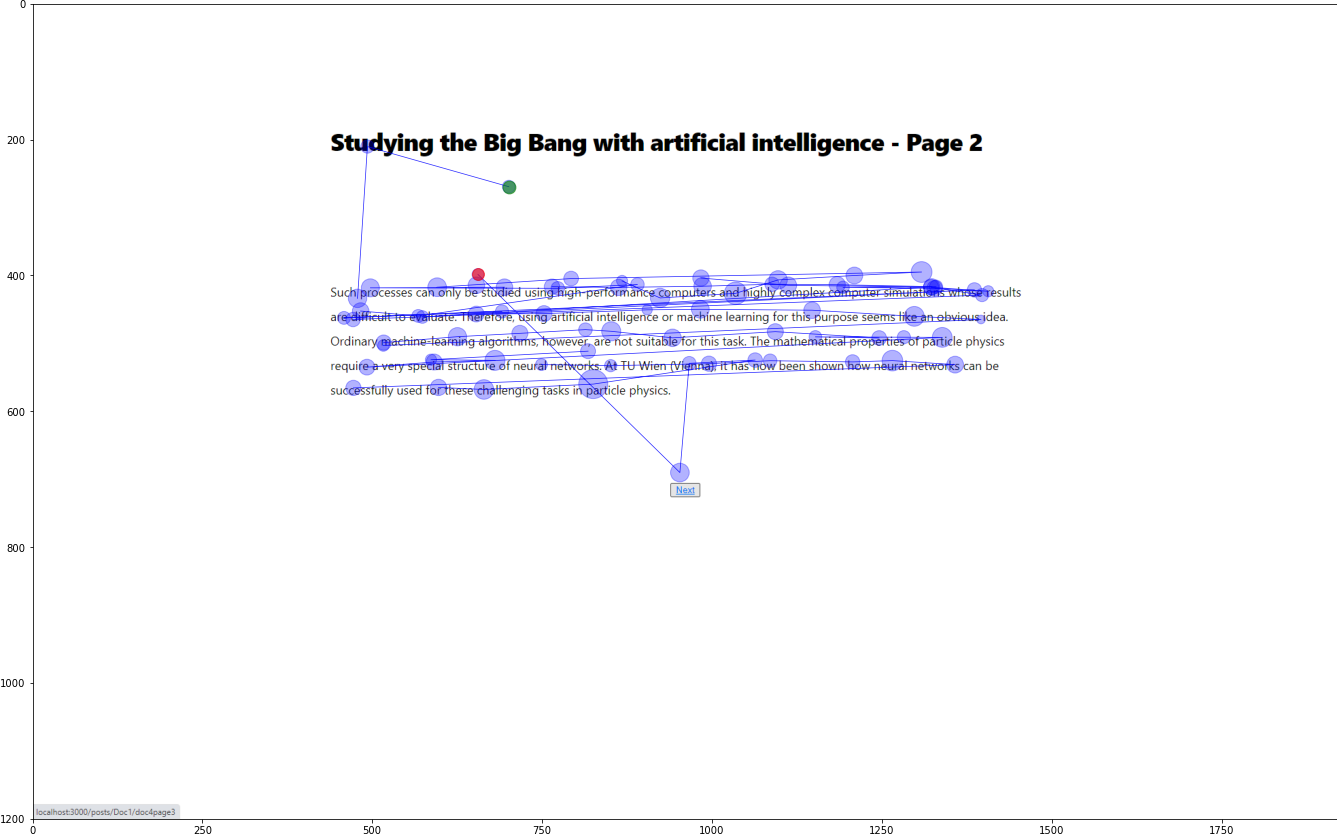 0
200
Studying the Big Bang with artificial intelligence - Page 2
400
Such processes can only be studied using high-performance computers and highly complex computer simulations whose results
are difficult to evaluate. Therefore, using artificial intelligence or machine learning for this purpose seems like an obvious idea.
Ordinary machine learning algorithms, however, are not suitable for this task. The mathematical properties of particle physics
require a very special structure of neural networks. At TU Wien (Vienna), it has now been shown how neural networks can be
successfully used for these challenging tasks in particle physics.
600
Next
800
1000
localhost:3000/posts/Doc1/doc4page3
1200
0 250 500 750 1000 1250 1500 1750